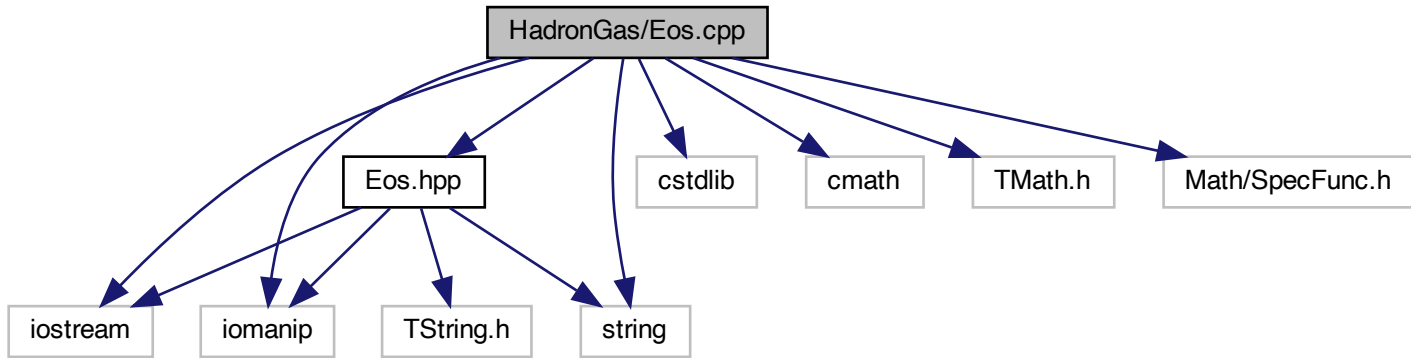 HadronGas/Eos.cpp
Eos.hpp
cstdlib
cmath
TMath.h
Math/SpecFunc.h
iostream
iomanip
TString.h
string